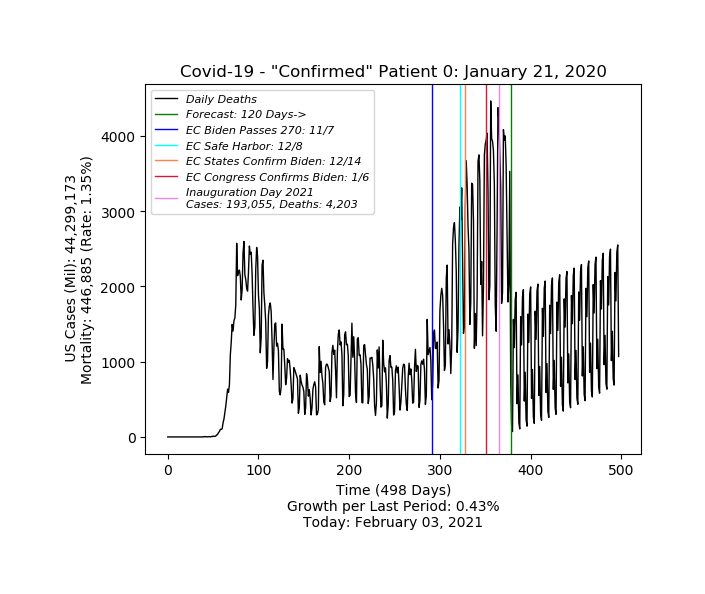 Covid-19 - "Confirmed" Patient 0: January 21, 2020
Daily Deaths
Forecast: 120 Days->
EC Biden Passes 270: 11/7
EC Safe Harbor: 12/8
EC States Confirm Biden: 12/14
EC Congress Confirms Biden: 1/6
Inauguration Day 2021
Cases: 193,055, Deaths: 4,203
US Cases (Mil): 44,299,173
Mortality: 446,885 (Rate: 1.35%)
4000
3000
2000
1000
0
0 100 200 300 400 500
Time (498 Days)
Growth per Last Period: 0.43%
Today: February 03, 2021